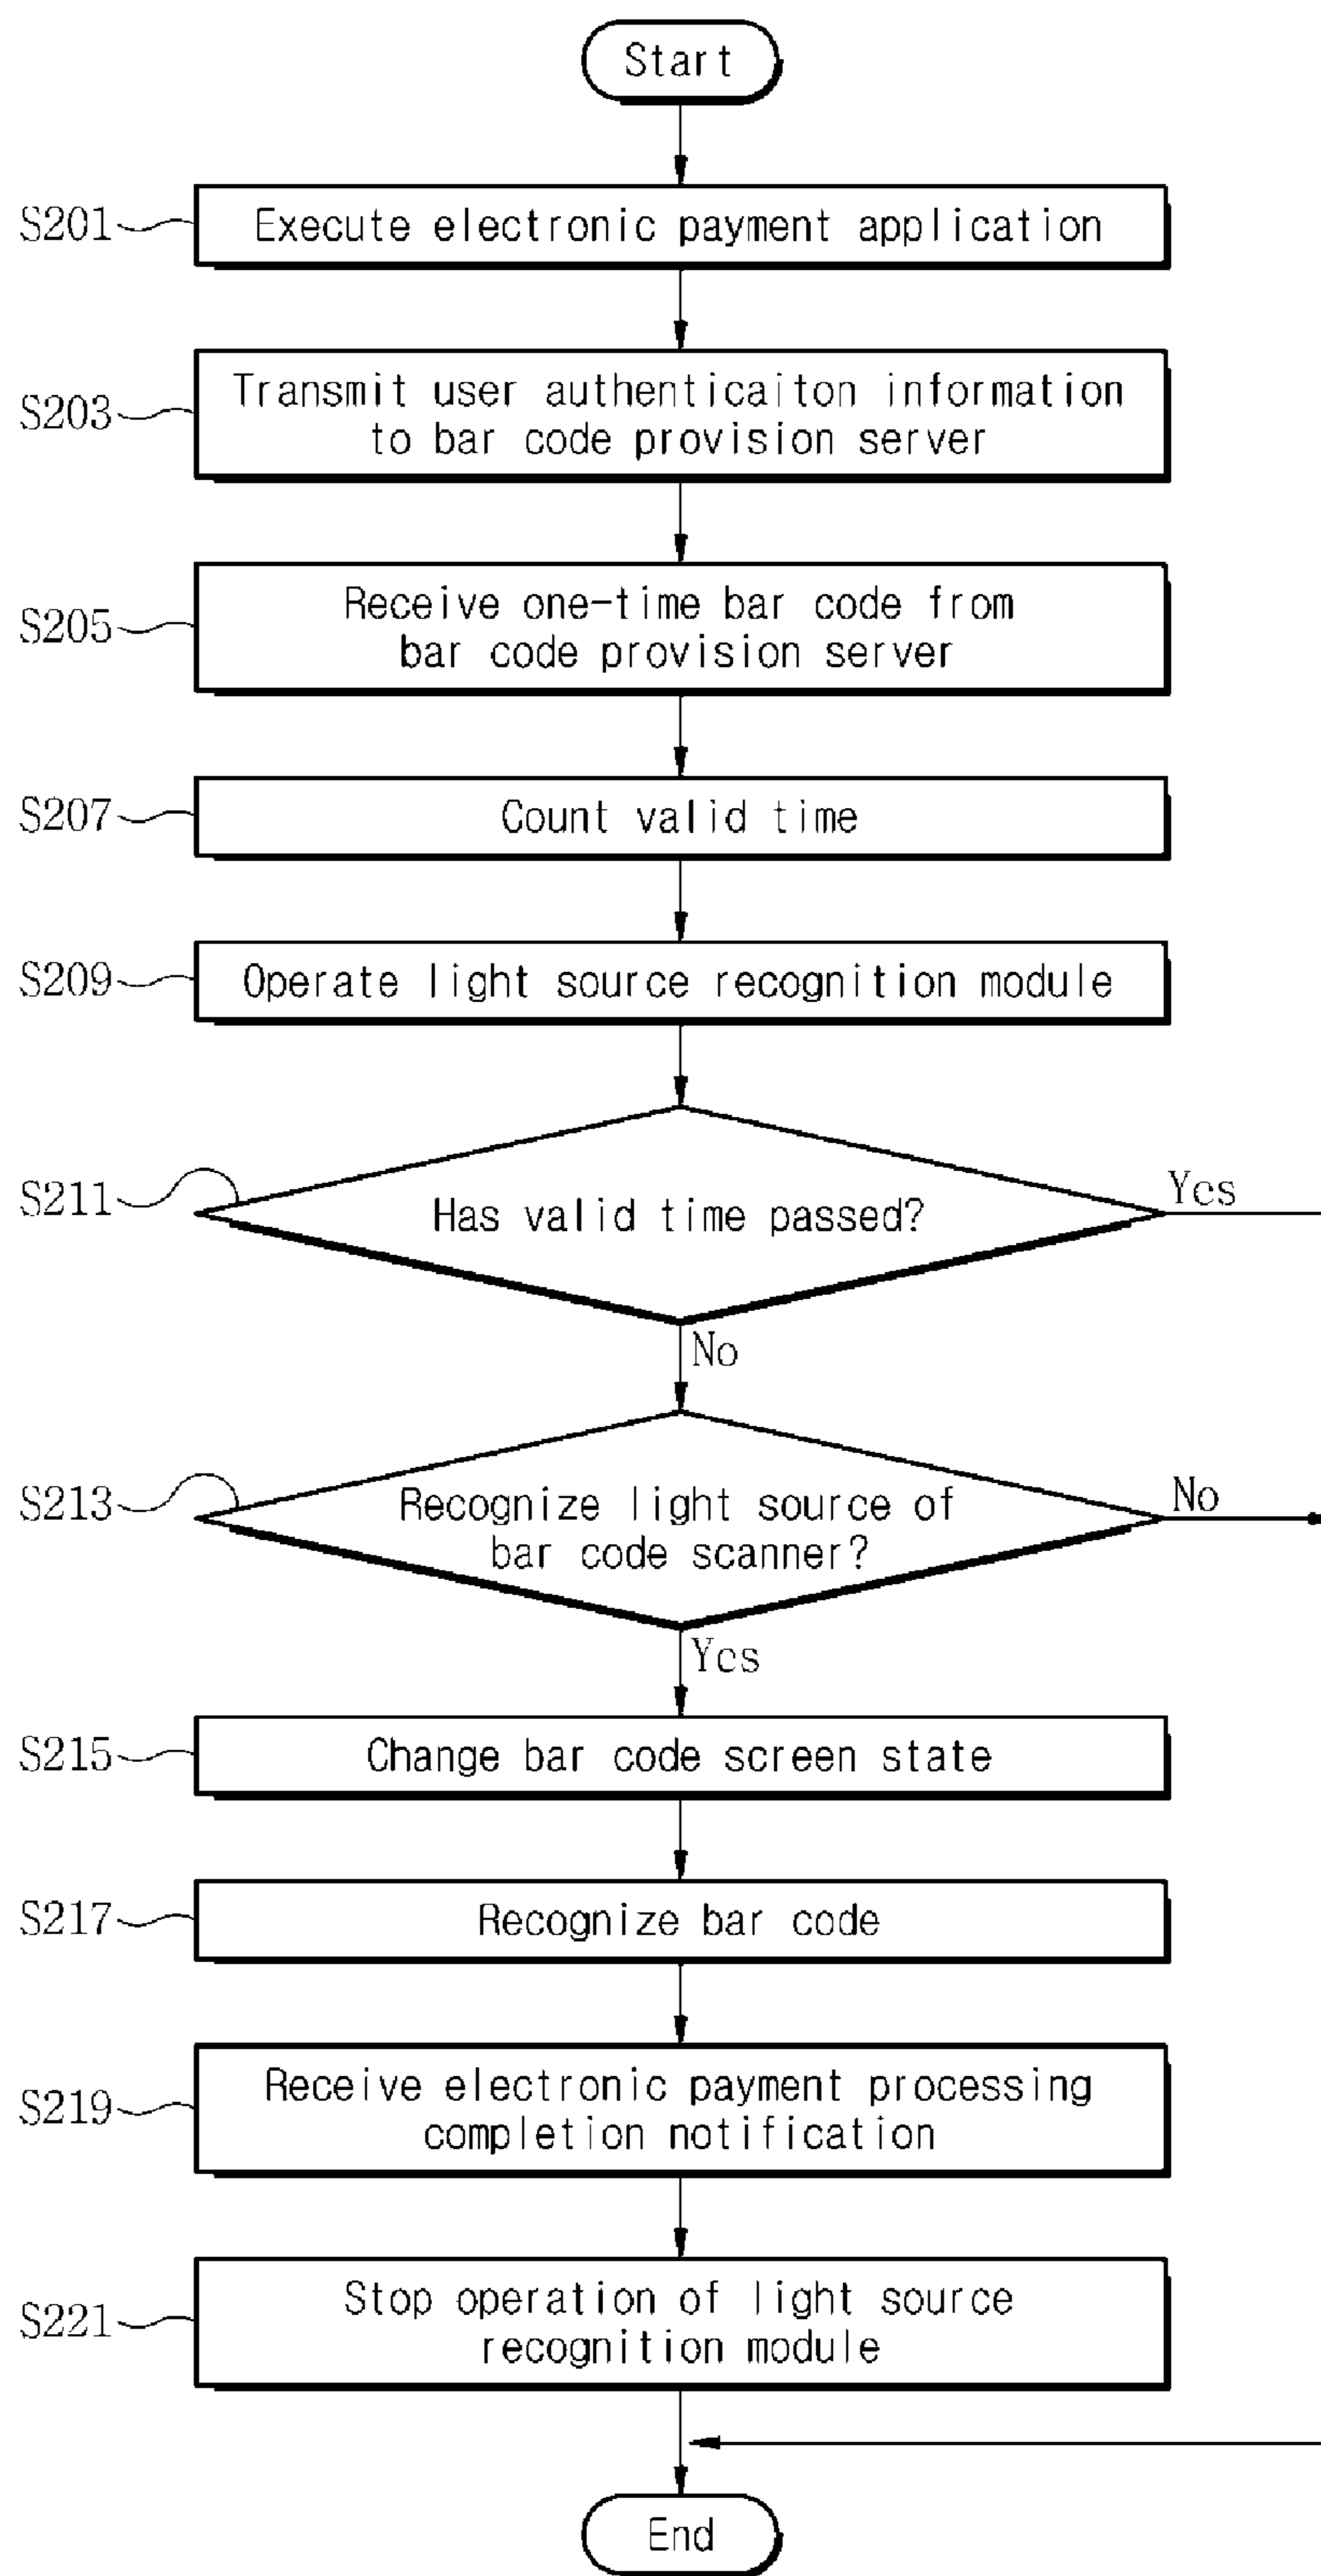 Start
S201
Execute electronic payment application
S203
Transmit user authenticaiton information
to bar code provision server
S205
Receive one-time bar code from
bar code provision server
S207
Count valid time
S209
Operate light source recognition module
S211
Has valid time passed?
Yes
No
S213
Recognize light source of
bar code scanner?
No
Yes
S215
Change bar code screen state
S217
Recognize bar code
S219
Receive electronic payment processing
completion notification
S221
Stop operation of light source
recognition module
End